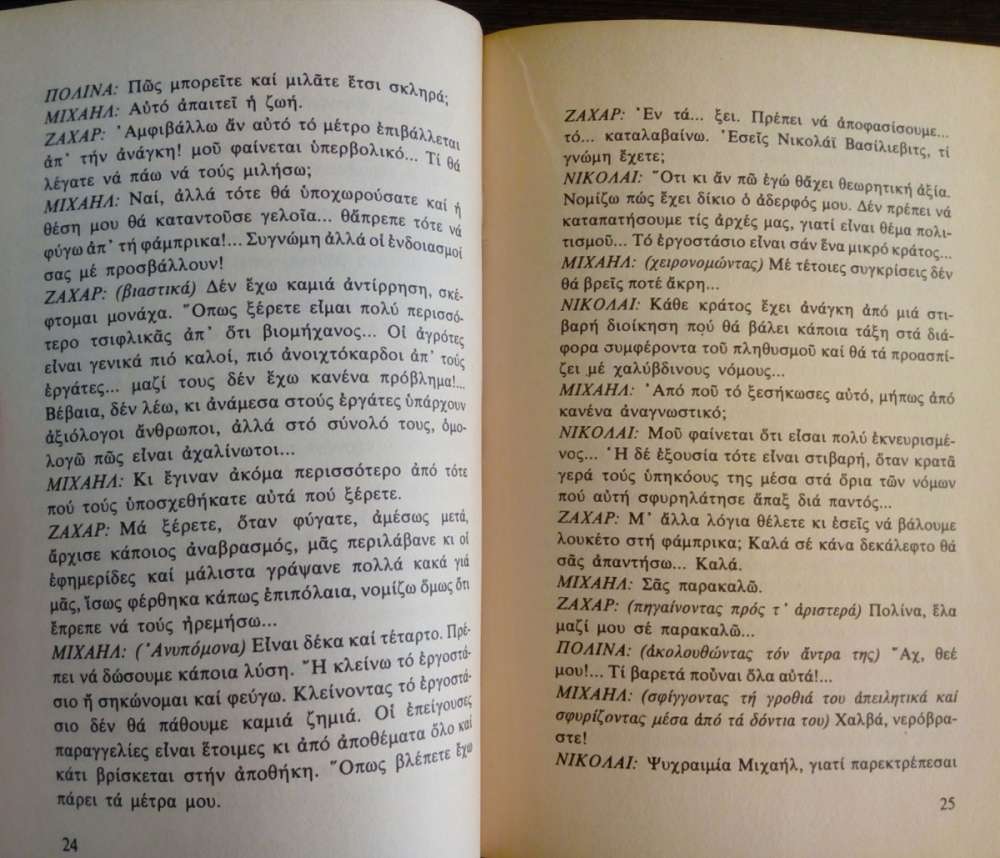 ΠΟΛΙΝΑ: Πῶς μπορεῖτε καί μιλᾶτε ἔτσι σκληρά;
ΜΙΧΑΗΛ: Αὐτό ἀπαιτεῖ ἡ ζωή.
ΖΑΧΑΡ: Ἀμφιβάλλω ἄν αὐτό τό μέτρο ἐπιβάλλεται
ἀπ᾿ τήν ἀνάγκη! μοῦ φαίνεται ὑπερβολικό... Τί θά
λέγατε νά πάω νά τούς μιλήσω;
ΜΙΧΑΗΛ: Ναί, ἀλλά τότε θά ὑποχωρούσατε καί ἡ
θέση μου θά καταντοῦσε γελοῖα... θἄπρεπε τότε νά
φύγω ἀπ᾿ τή φάμπρικα!... Συγνώμη ἀλλά οἱ ἐνδοιασμοί
σας μέ προσβάλλουν!
ΖΑΧΑΡ: (βιαστικά) Δέν ἔχω καμιά ἀντίρρηση, σκέ-
φτομαι μονάχα. Ὅπως ξέρετε εἶμαι πολύ περισσό-
τερο τσιφλικᾶς ἀπ᾿ ὅτι βιομήχανος... Οἱ ἀγρότες
εἶναι γενικά πιό καλοί, πιό ἀνοιχτόκαρδοι ἀπ᾿ τούς
ἐργάτες... μαζί τους δέν ἔχω κανένα πρόβλημα!...
Βέβαια, δέν λέω, κι ἀνάμεσα στούς ἐργάτες ὑπάρχουν
ἀξιόλογοι ἄνθρωποι, ἀλλά στό σύνολό τους, ὁμο-
λογῶ πῶς εἶναι ἀχαλίνωτοι...
ΜΙΧΑΗΛ: Κι ἔγιναν ἀκόμα περισσότερο ἀπό τότε
πού τούς ὑποσχεθήκατε αὐτά πού ξέρετε.
ΖΑΧΑΡ: Μά ξέρετε, ὅταν φύγατε, ἀμέσως μετά,
ἄρχισε κάποιος ἀναβρασμός, μᾶς περιλάβανε κι οἱ
ἐφημερίδες καί μάλιστα γράψανε πολλά κακά γιά
μᾶς, ἴσως φέρθηκα κάπως ἐπιπόλαια, νομίζω ὅμως ὅτι
ἔπρεπε νά τούς ἠρεμήσω...
ΜΙΧΑΗΛ: (Ἀνυπόμονα) Εἶναι δέκα καί τέταρτο. Πρέ-
πει νά δώσουμε κάποια λύση. Ἤ κλείνω τό ἐργοστά-
σιο ἤ σηκώνομαι καί φεύγω. Κλείνοντας τό ἐργοστά-
σιο δέν θά πάθουμε καμιά ζημιά. Οἱ ἐπείγουσες
παραγγελίες εἶναι ἕτοιμες κι ἀπό ἀποθέματα ὅλο καί
κάτι βρίσκεται στήν ἀποθήκη. Ὅπως βλέπετε ἔχω
πάρει τά μέτρα μου.
24
ΖΑΧΑΡ: Ἐν τά... ξει. Πρέπει νά ἀποφασίσουμε...
τό... καταλαβαίνω. Ἐσεῖς Νικολάϊ Βασίλιεβιτς, τί
γνώμη ἔχετε;
ΝΙΚΟΛΑΙ: Ὅτι κι ἄν πῶ ἐγώ θἄχει θεωρητική ἀξία.
Νομίζω πώς ἔχει δίκιο ὁ ἀδερφός μου. Δέν πρέπει νά
καταπατήσουμε τίς ἀρχές μας, γιατί εἶναι θέμα πολι-
τισμοῦ... Τό ἐργοστάσιο εἶναι σάν ἕνα μικρό κράτος...
ΜΙΧΑΗΛ: (χειρονομώντας) Μέ τέτοιες συγκρίσεις δέν
θά βρεῖς ποτέ ἄκρη...
ΝΙΚΟΛΑΙ: Κάθε κράτος ἔχει ἀνάγκη ἀπό μιά στι-
βαρή διοίκηση πού θά βάλει κάποια τάξη στά διά-
φορα συμφέροντα τοῦ πληθυσμοῦ καί θά τά προασπί-
ζει μέ χαλύβδινους νόμους...
ΜΙΧΑΗΛ: Ἀπό ποῦ τό ξεσήκωσες αὐτό, μήπως ἀπό
κανένα ἀναγνωστικό;
ΝΙΚΟΛΑΙ: Μοῦ φαίνεται ὅτι εἶσαι πολύ ἐκνευρισμέ-
νος... Ἡ δέ ἐξουσία τότε εἶναι στιβαρή, ὅταν κρατᾶ
γερά τούς ὑπηκόους της μέσα στά ὅρια τῶν νόμων
πού αὐτή σφυρηλάτησε ἅπαξ διά παντός...
ΖΑΧΑΡ: Μ᾿ ἄλλα λόγια θέλετε κι ἐσεῖς νά βάλουμε
λουκέτο στή φάμπρικα; Καλά σέ κάνα δεκάλεφτο θά
σᾶς ἀπαντήσω... Καλά.
ΜΙΧΑΗΛ: Σᾶς παρακαλῶ.
ΖΑΧΑΡ: (πηγαίνοντας πρός τ᾿ ἀριστερά) Πολίνα, ἔλα
μαζί μου σέ παρακαλῶ...
ΠΟΛΙΝΑ: (ἀκολουθώντας τόν ἄντρα της) Ἄχ, θεέ
μου!... Τί βαρετά ποὖναι ὅλα αὐτά!...
ΜΙΧΑΗΛ: (σφίγγοντας τή γροθιά του ἀπειλητικά καί
σφυρίζοντας μέσα ἀπό τά δόντια του) Χαλβά, νερόβρα-
στε!
ΝΙΚΟΛΑΙ: Ψυχραιμία Μιχαήλ, γιατί παρεκτρέπεσαι
25